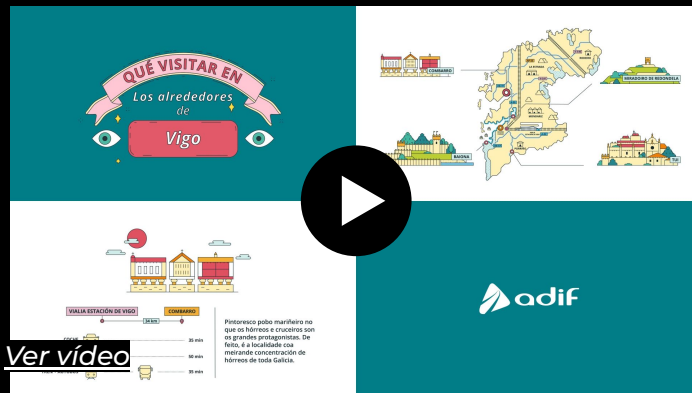 QUÉ VISITAR EN
Los alrededores
de
Vigo
COMBARRO
MIRADOIRO DE REDONDELA
BAIONA
TUI
adif
VIALIA ESTACIÓN DE VIGO
COMBARRO
34 km
35 min
50 min
35 min
Pintoresco pobo mariñeiro no
que os hórreos e cruceiros son
os grandes protagonistas. De
feito, é a localidade coa
meirande concentración de
hórreos de toda Galicia.
Ver vídeo